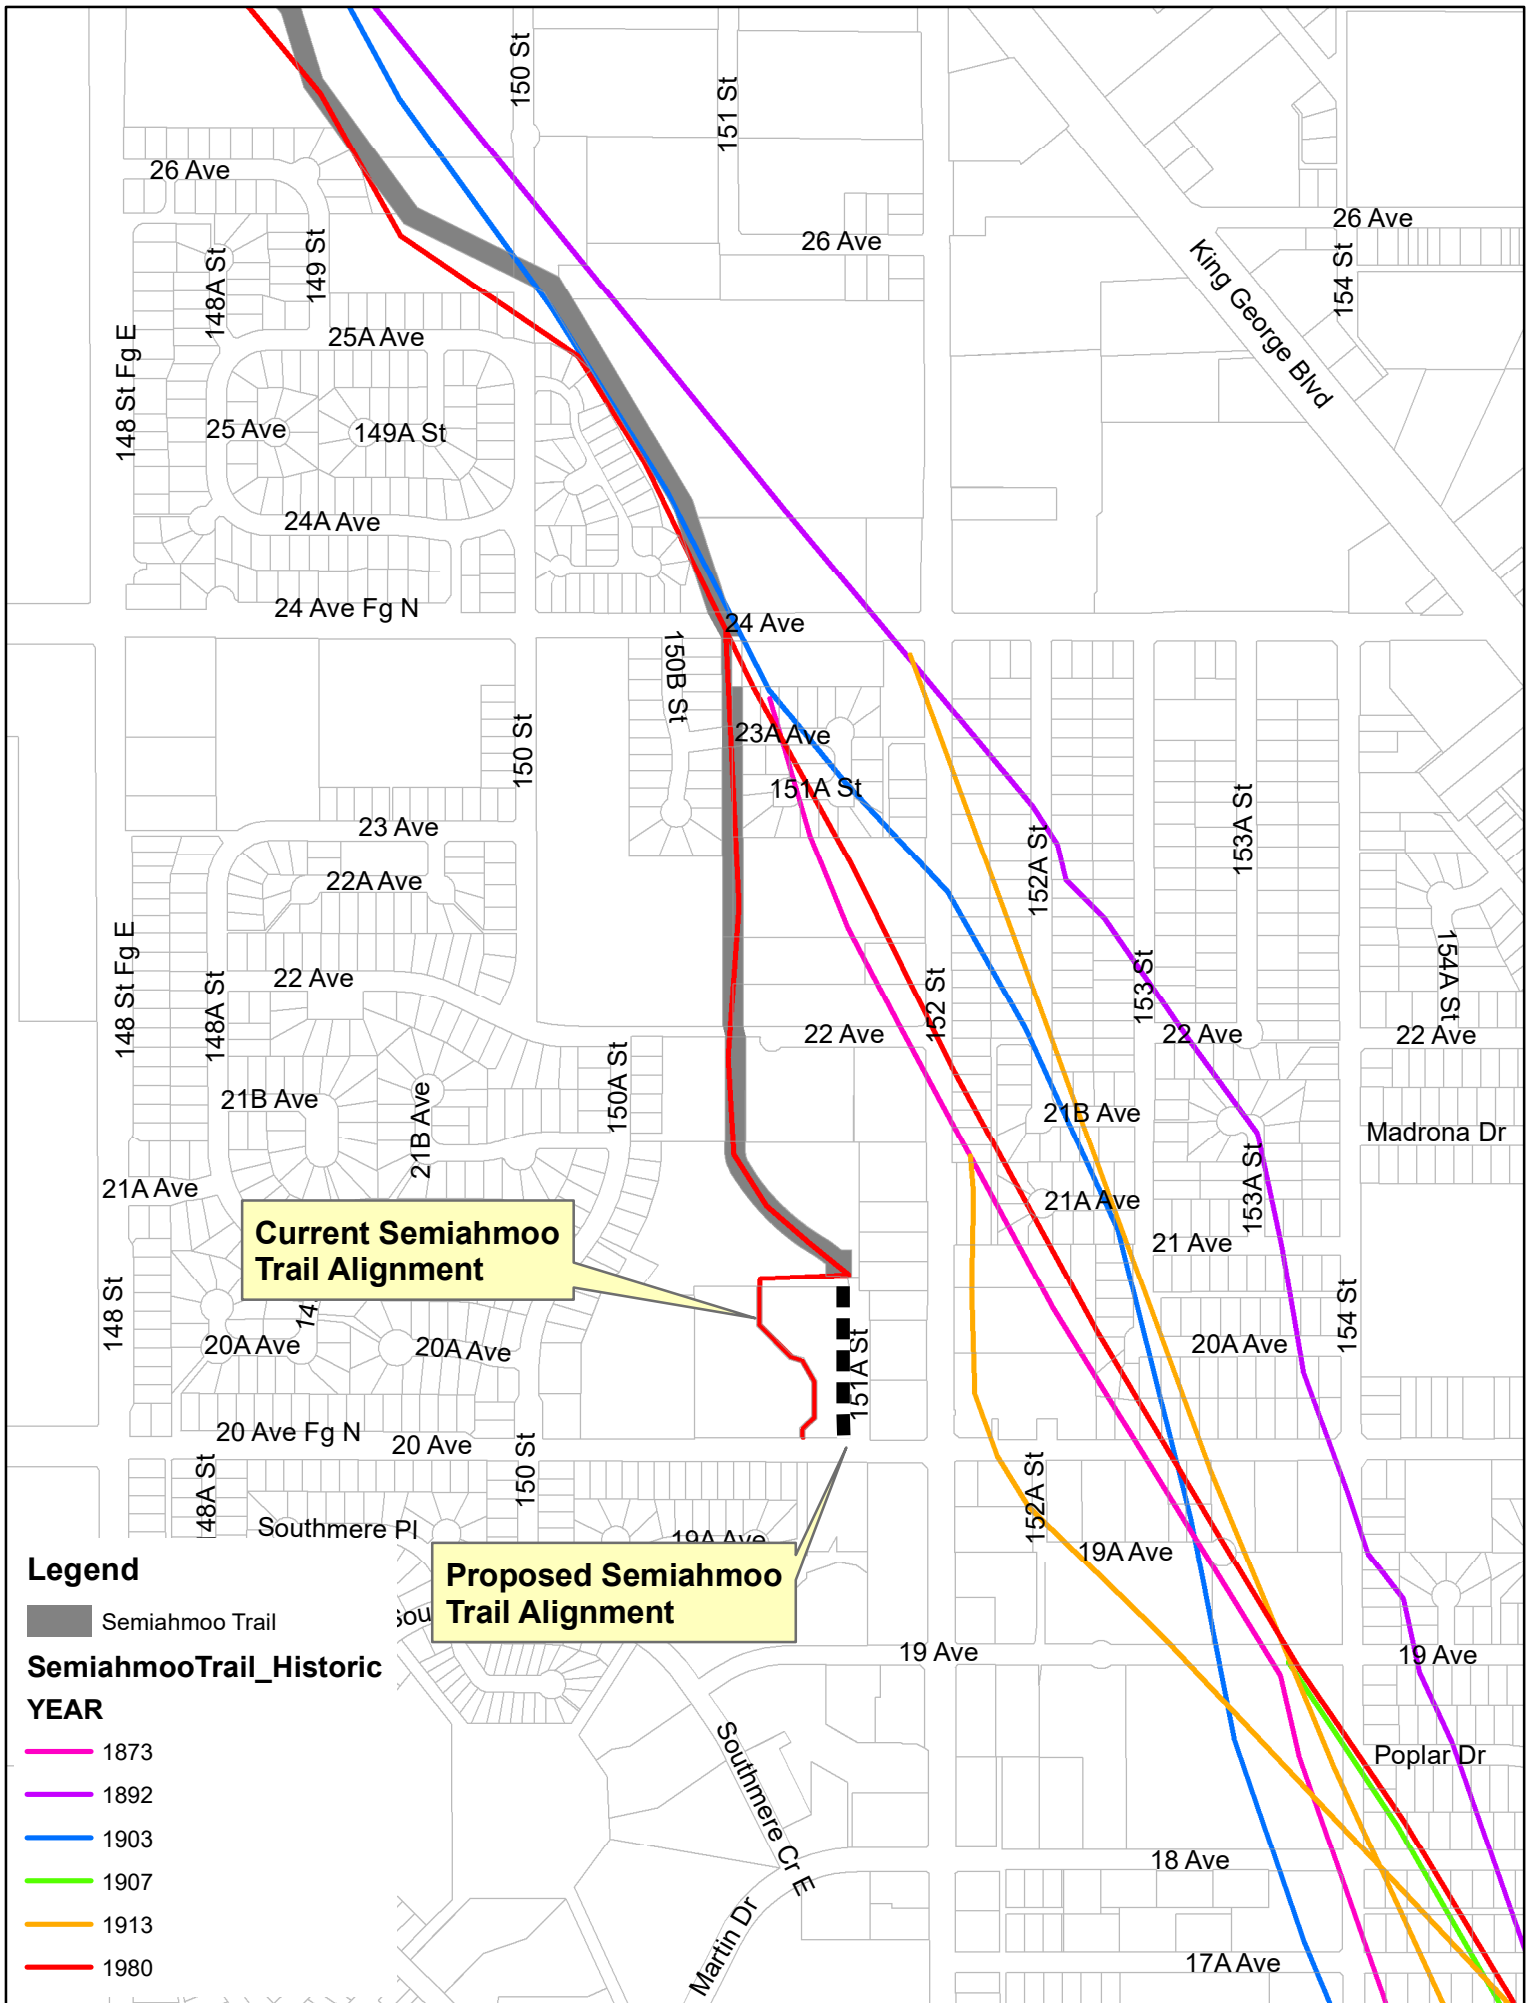 150 St
151 St
26 Ave
26 Ave
26 Ave
148A St
149 St
154 St
King George Blvd
148 St Fg E
25A Ave
25 Ave
149A St
24A Ave
24 Ave Fg N
24 Ave
150B St
150 St
23A Ave
151A St
23 Ave
152A St
153A St
22A Ave
148 St Fg E
148A St
22 Ave
152 St
153 St
154A St
22 Ave
22 Ave
22 Ave
150A St
21B Ave
21B Ave
21B Ave
Madrona Dr
21A Ave
21A Ave
153A St
21 Ave
Current Semiahmoo
Trail Alignment
148 St
14
154 St
20A Ave
20A Ave
20A Ave
151A St
20 Ave Fg N
20 Ave
150 St
152A St
48A St
Southmere Pl
19A Ave
19A Ave
Proposed Semiahmoo
Trail Alignment
Sou
19 Ave
19 Ave
Southmere Cr E
Poplar Dr
18 Ave
Martin Dr
17A Ave
Legend
Semiahmoo Trail
SemiahmooTrail_Historic
YEAR
1873
1892
1903
1907
1913
1980